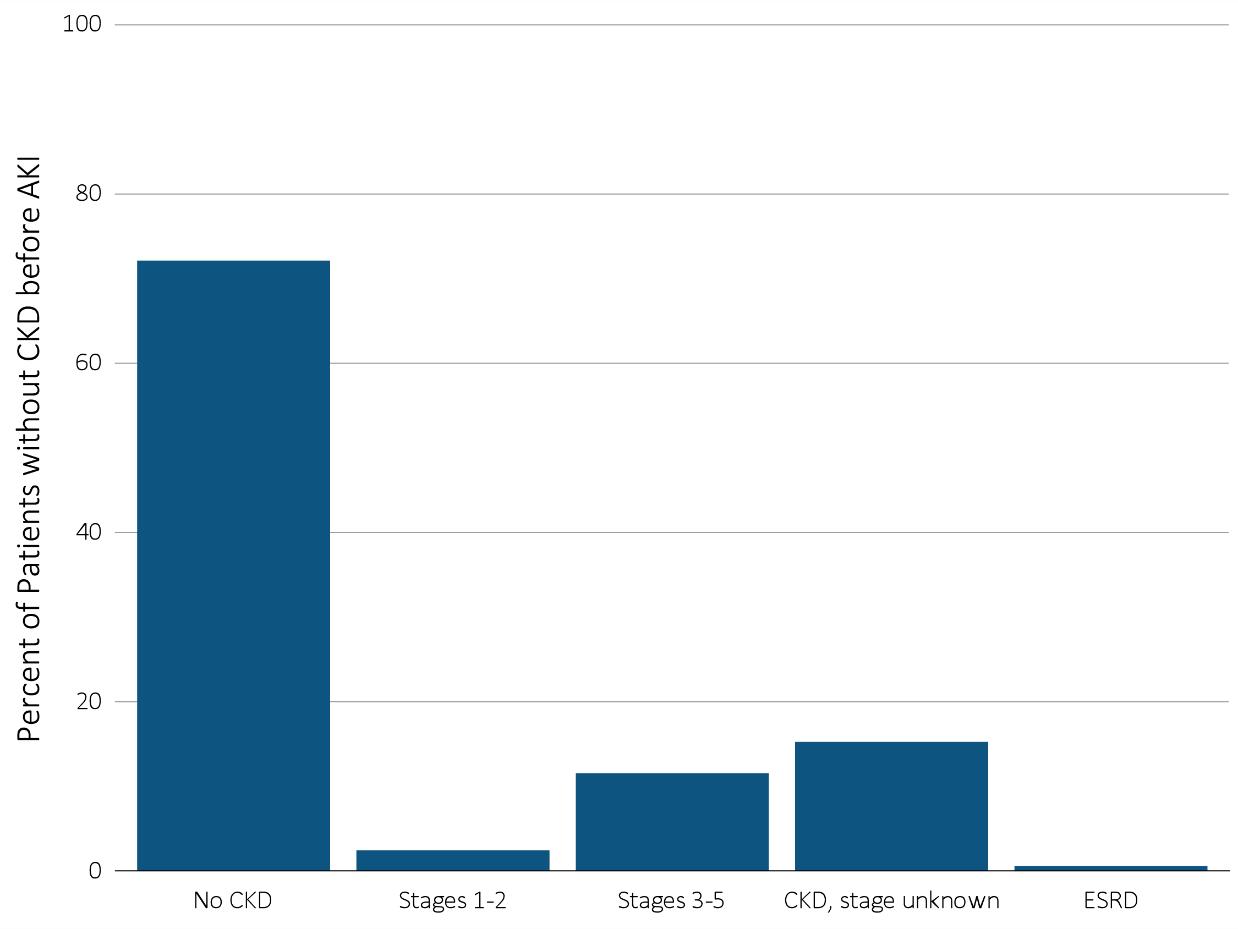 100
80
60
40
20
0
Percent of Patients without CKD before AKI
No CKD
Stages 1-2
Stages 3-5
CKD, stage unknown
ESRD